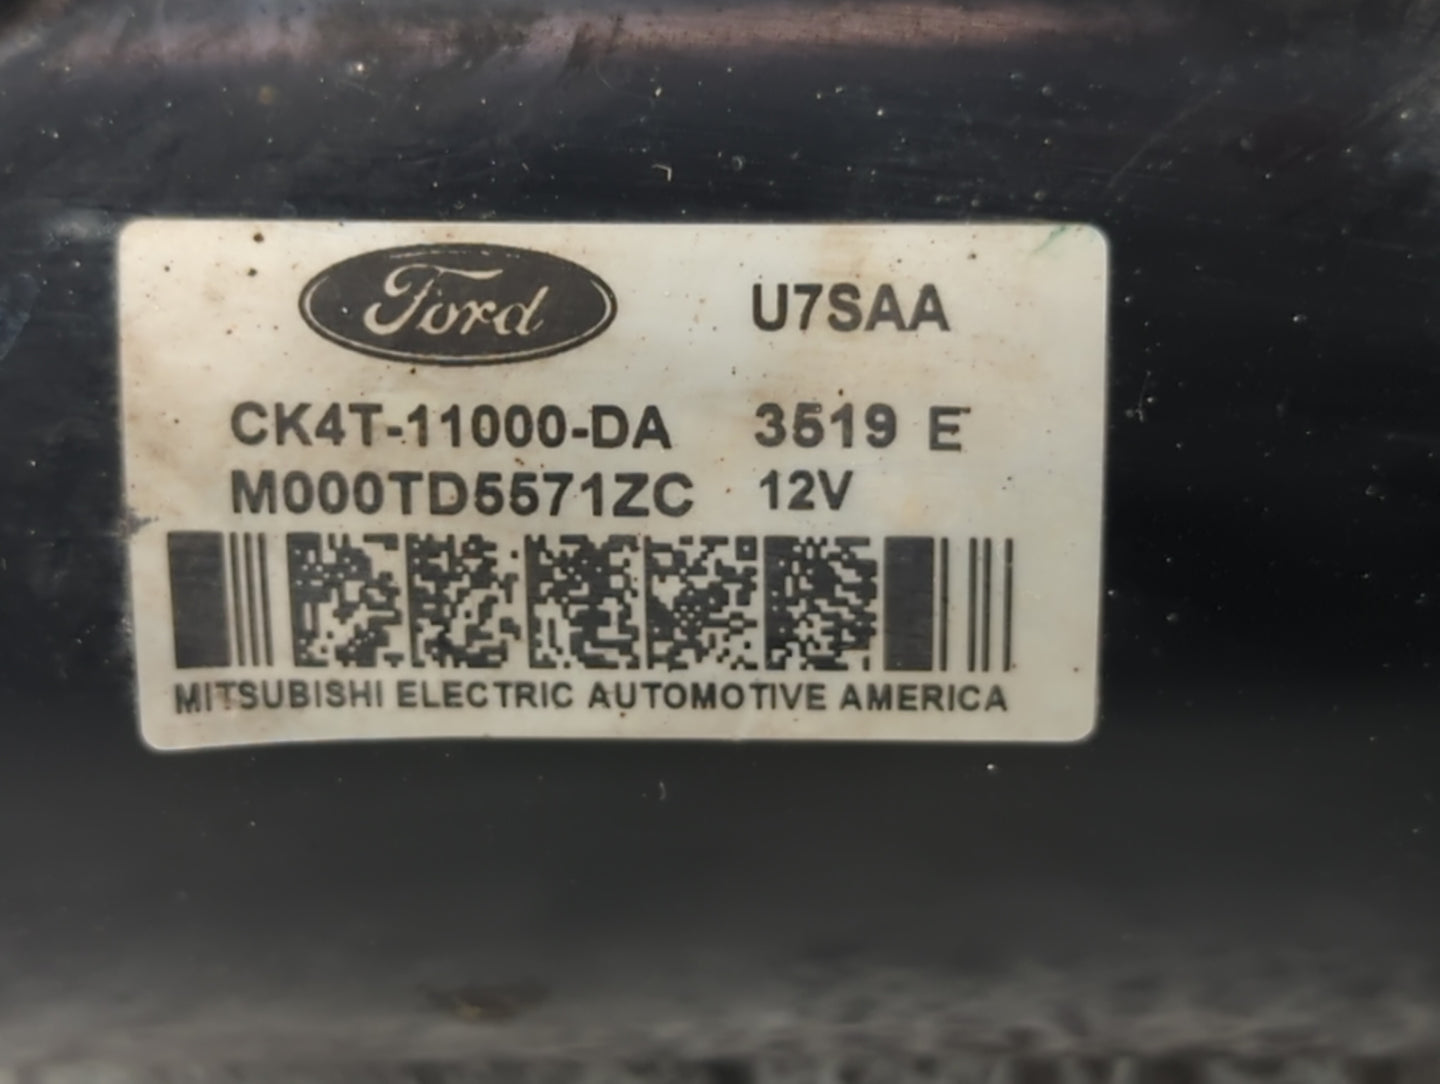 Ford U7SAA
CK4T-11000-DA 3519 E
M000TD5571ZC 12V
MITSUBISHI ELECTRIC AUTOMOTIVE AMERICA